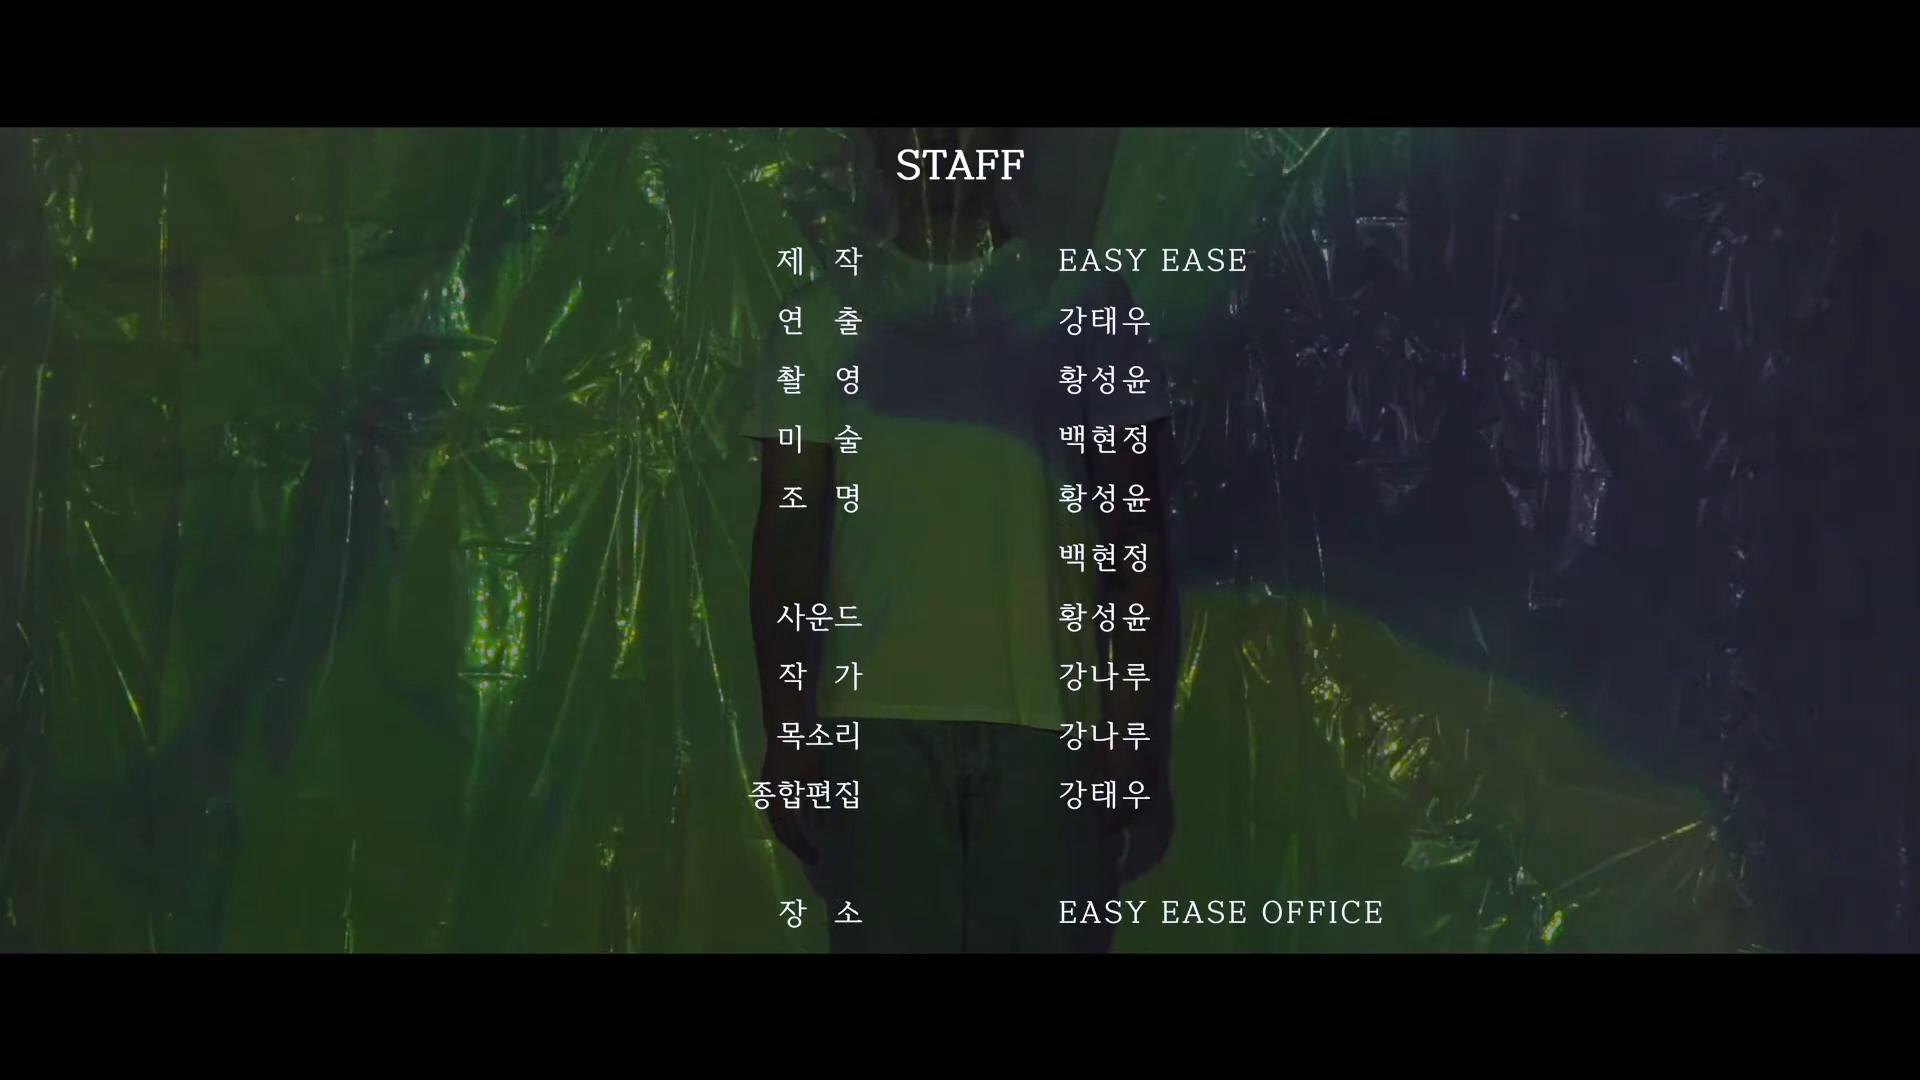 STAFF
제 작 EASY EASE
연 출 강태우
촬 영 황성윤
미 술 백현정
조 명 황성윤
백현정
사운드 황성윤
작 가 강나루
목소리 강나루
종합편집 강태우
장 소 EASY EASE OFFICE